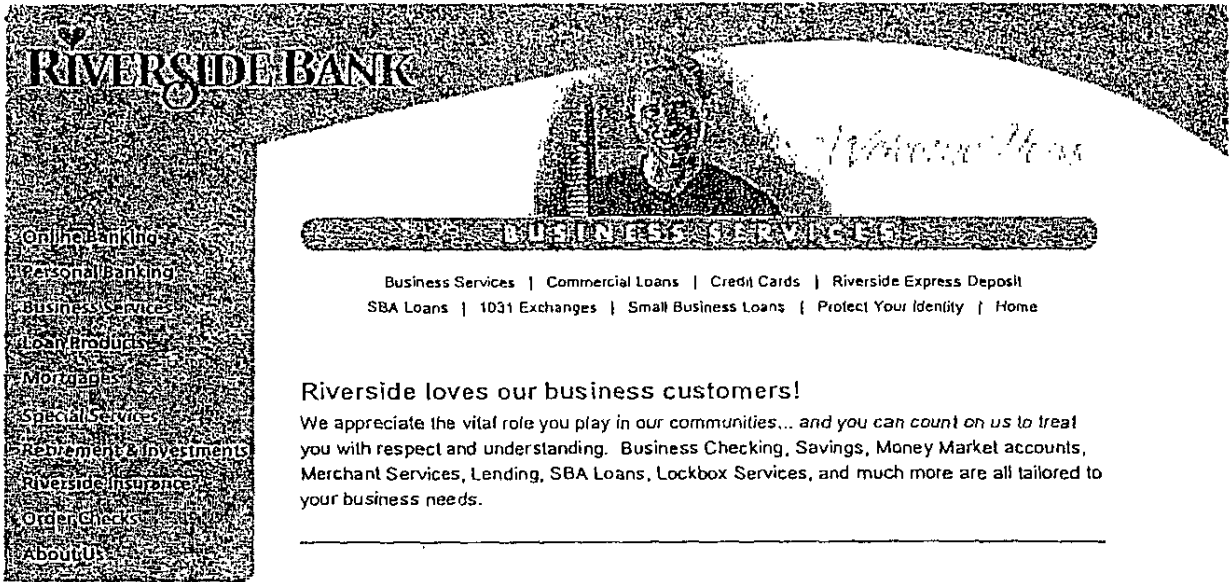 RIVERSIDE BANK
Online Banking
Personal Banking
Business Services
Loan Products
Mortgages
Special Services
Retirement & Investments
Riverside Insurance
Order Checks
About Us
BUSINESS SERVICES
Business Services | Commercial Loans | Credit Cards | Riverside Express Deposit
SBA Loans | 1031 Exchanges | Small Business Loans | Protect Your Identity | Home
Riverside loves our business customers!
We appreciate the vital role you play in our communities... and you can count on us to treat
you with respect and understanding. Business Checking, Savings, Money Market accounts,
Merchant Services, Lending, SBA Loans, Lockbox Services, and much more are all tailored to
your business needs.